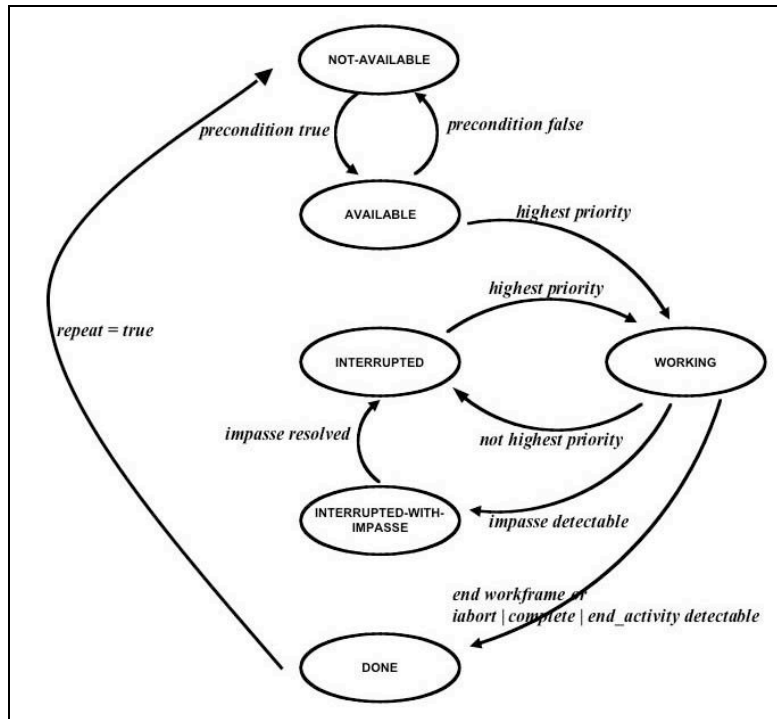 NOT-AVAILABLE
precondition true
precondition false
AVAILABLE
highest priority
highest priority
repeat = true
INTERRUPTED
WORKING
impasse resolved
not highest priority
INTERRUPTED-WITH-
IMPASSE
impasse detectable
end workframe or
iabort | complete | end_activity detectable
DONE